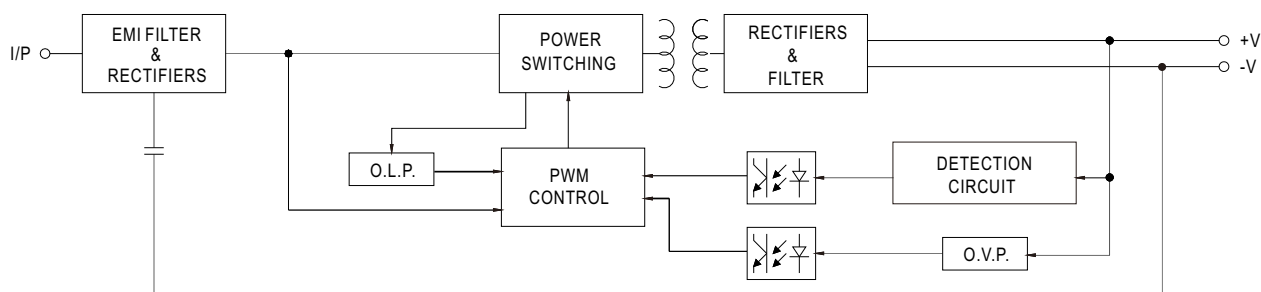 I/P
EMI FILTER
&
RECTIFIERS
POWER
SWITCHING
RECTIFIERS
&
FILTER
+V
-V
O.L.P.
PWM
CONTROL
DETECTION
CIRCUIT
O.V.P.